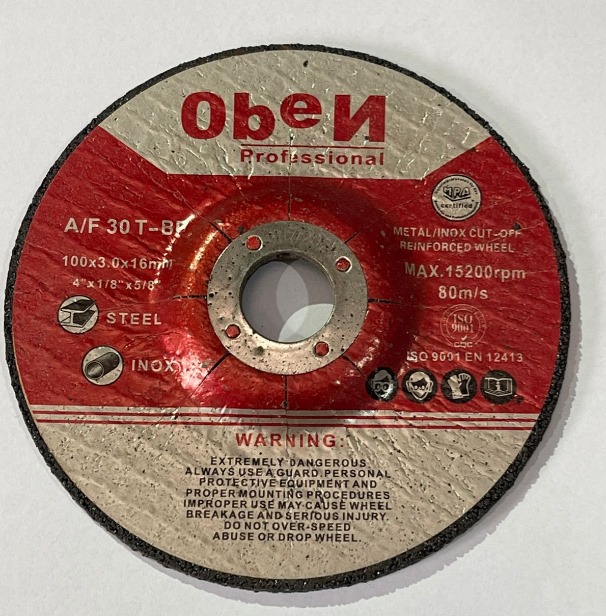 Oben
Professional
MPA
certified
A/F 30 T-BF
METAL/INOX CUT-OFF
REINFORCED WHEEL
100x3.0x16mm
4"x1/8"x5/8"
MAX.15200rpm
80m/s
STEEL
ISO
9001
INOX
ISO 9001 EN 12413
WARNING:
EXTREMELY DANGEROUS
ALWAYS USE A GUARD, PERSONAL
PROTECTIVE EQUIPMENT AND
PROPER MOUNTING PROCEDURES
IMPROPER USE MAY CAUSE WHEEL
BREAKAGE AND SERIOUS INJURY.
DO NOT OVER-SPEED
ABUSE OR DROP WHEEL.